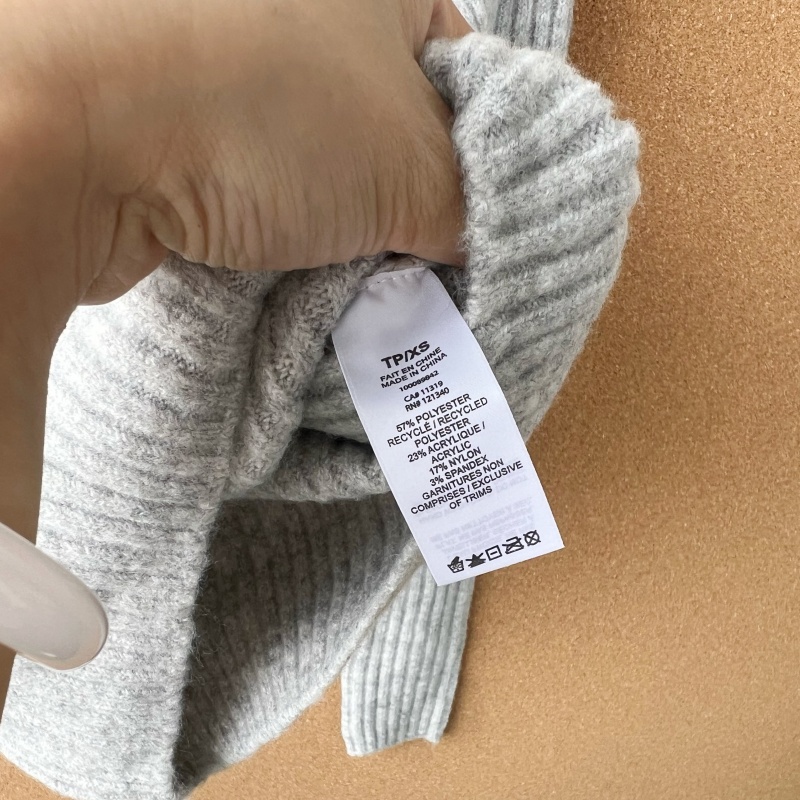 TP/XS
FAIT EN CHINE
MADE IN CHINA
100089842
CA# 11319
RN# 121340
57% POLYESTER
RECYCLÉ / RECYCLED
POLYESTER
23% ACRYLIQUE /
ACRYLIC
17% NYLON
3% SPANDEX
GARNITURES NON
COMPRISES / EXCLUSIVE
OF TRIMS